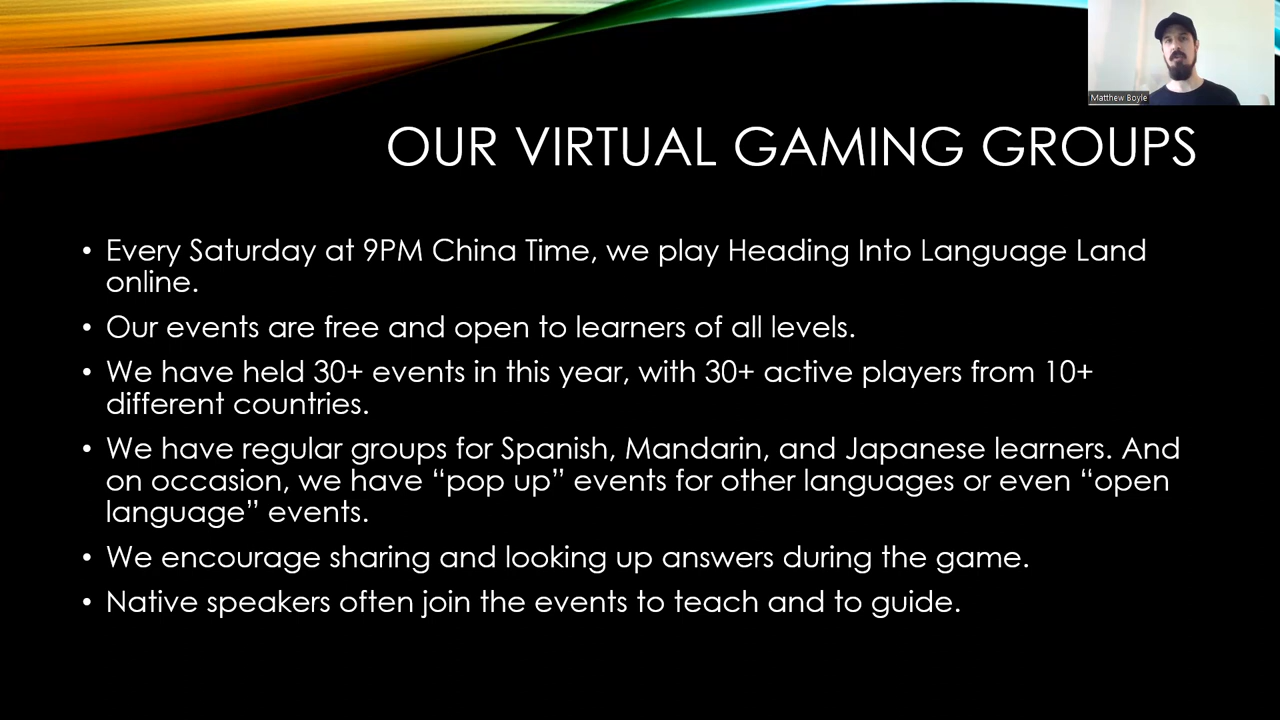 Matthew Boyle
OUR VIRTUAL GAMING GROUPS
• Every Saturday at 9PM China Time, we play Heading Into Language Land
online.
• Our events are free and open to learners of all levels.
• We have held 30+ events in this year, with 30+ active players from 10+
different countries.
• We have regular groups for Spanish, Mandarin, and Japanese learners. And
on occasion, we have “pop up” events for other languages or even “open
language” events.
• We encourage sharing and looking up answers during the game.
• Native speakers often join the events to teach and to guide.